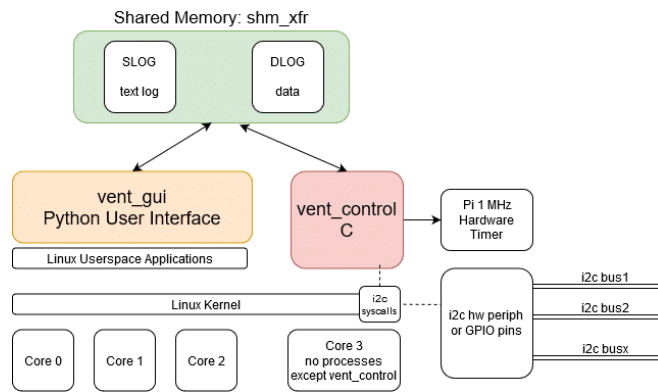 Shared Memory: shm_xfr
SLOG
text log
DLOG
data
vent_gui
Python User Interface
vent_control
C
Pi 1 MHz
Hardware
Timer
Linux Userspace Applications
Linux Kernel
i2c
syscalls
i2c hw periph
or GPIO pins
i2c bus1
i2c bus2
i2c busx
Core 0
Core 1
Core 2
Core 3
no processes
except vent_control